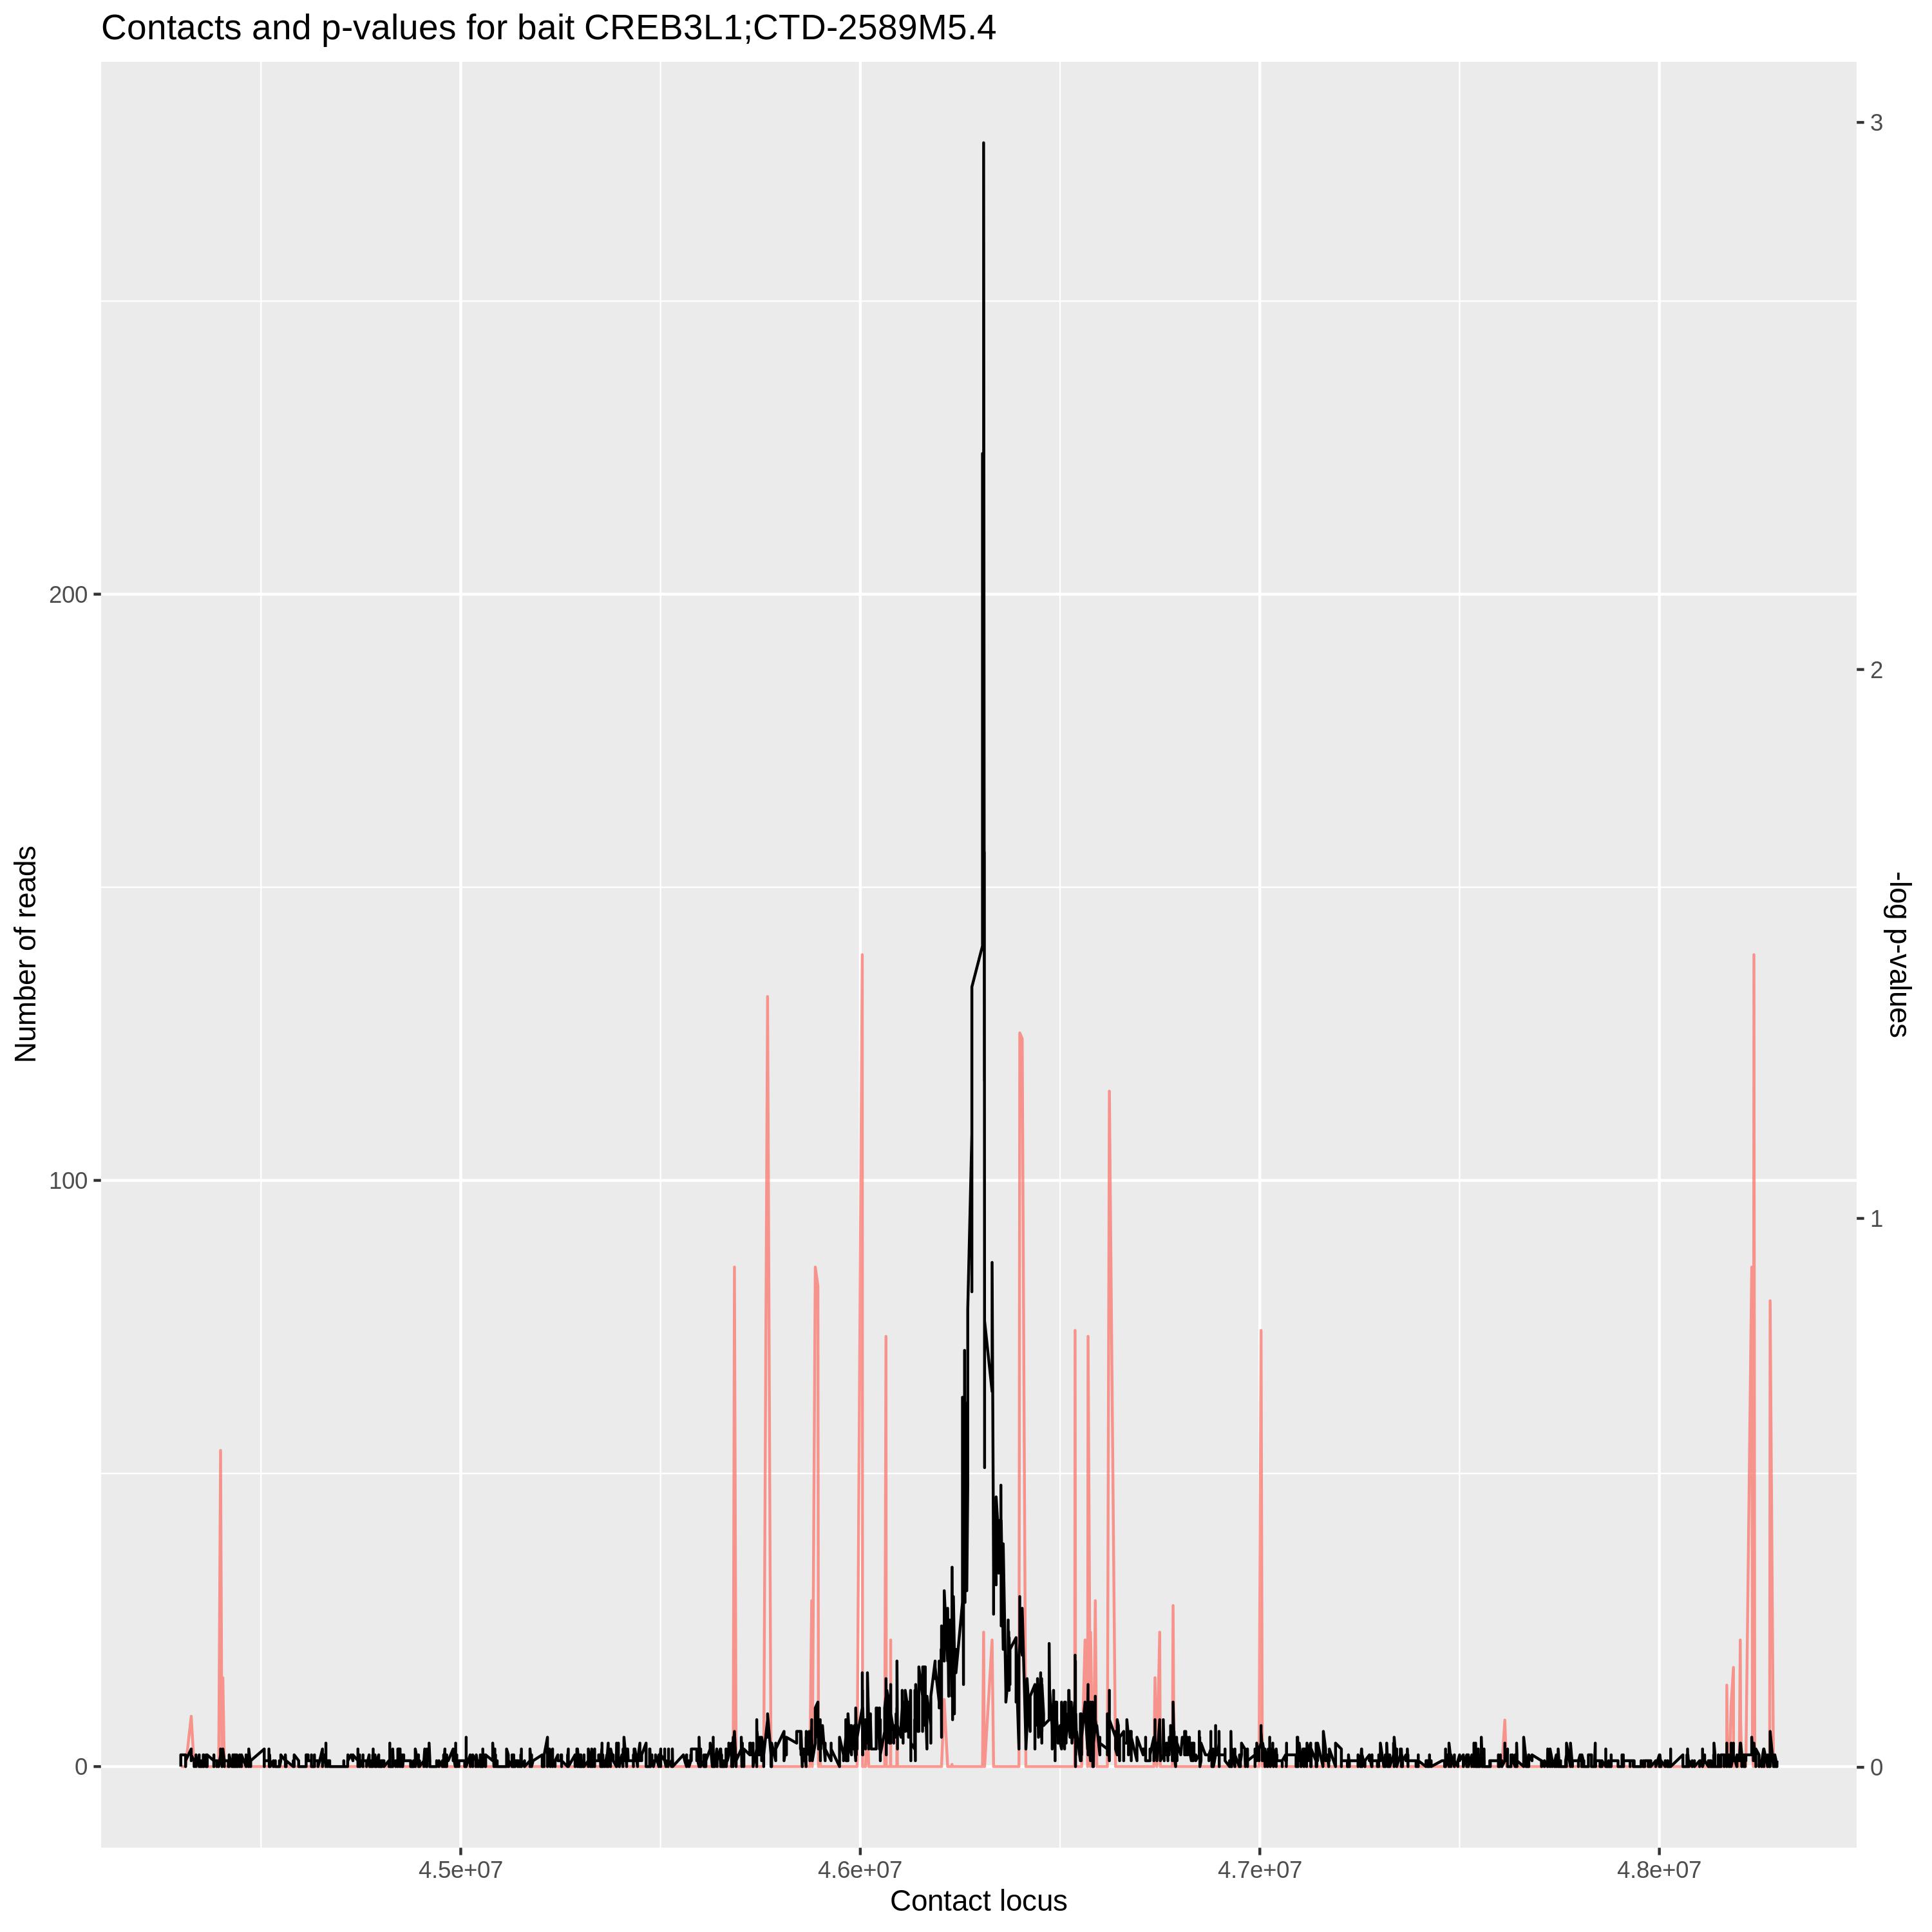 Contacts and p-values for bait CREB3L1;CTD-2589M5.4
3
200
2
Number of reads
-log p-values
100
1
0
0
4.5e+07
4.6e+07
4.7e+07
4.8e+07
Contact locus